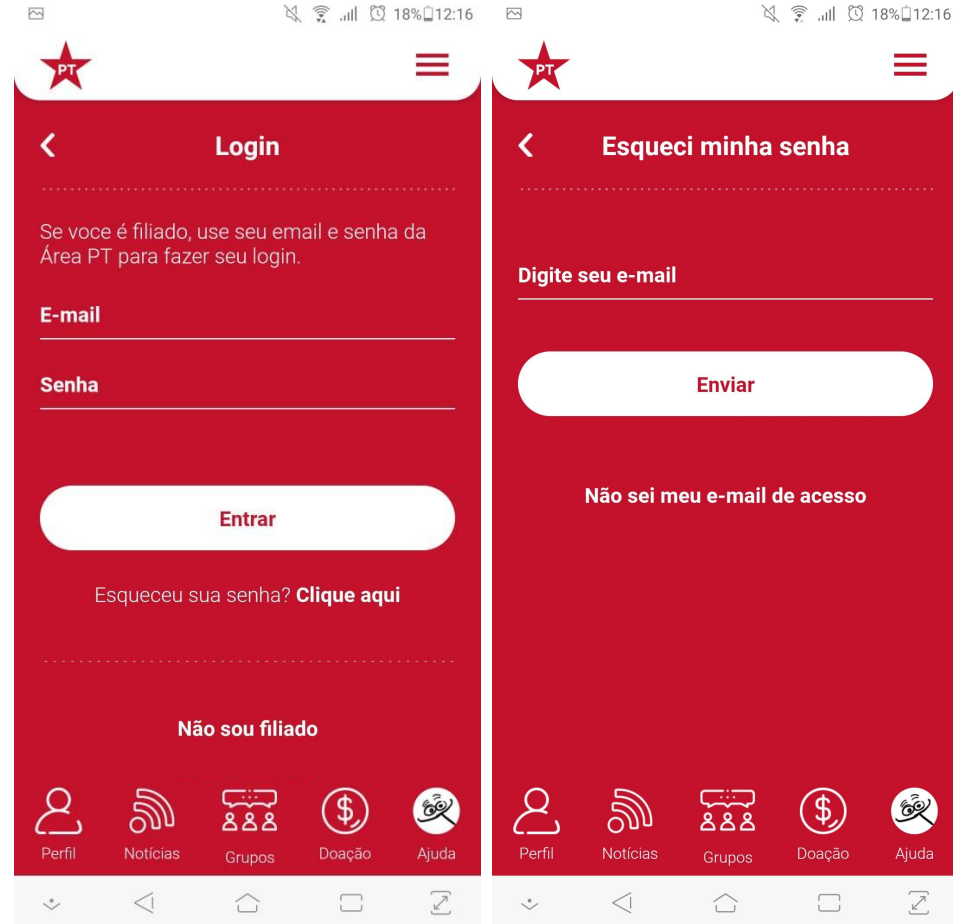 18% 12:16
PT
Login
Se voce é filiado, use seu email e senha da
Área PT para fazer seu login.
E-mail
Senha
Entrar
Esqueceu sua senha? Clique aqui
Não sou filiado
Perfil Notícias Grupos Doação Ajuda
18% 12:16
PT
Esqueci minha senha
Digite seu e-mail
Enviar
Não sei meu e-mail de acesso
Perfil Notícias Grupos Doação Ajuda